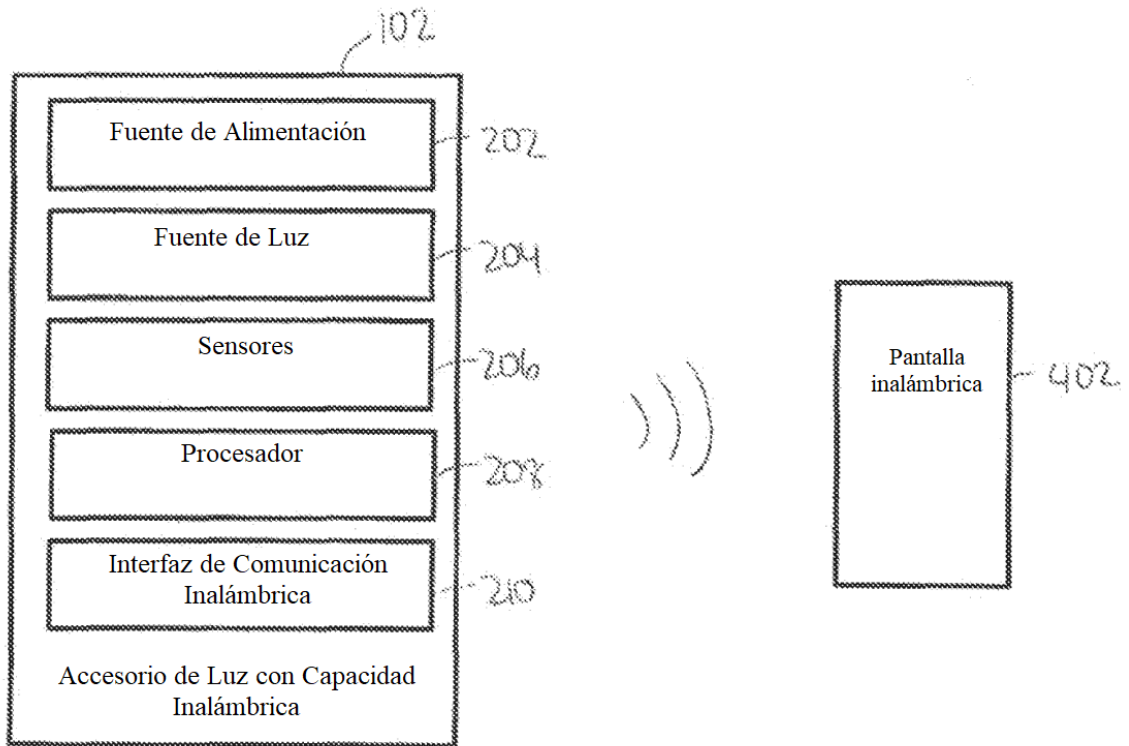 102
Fuente de Alimentación
202
Fuente de Luz
204
Sensores
206
Procesador
208
Interfaz de Comunicación
Inalámbrica
210
Accesorio de Luz con Capacidad
Inalámbrica
Pantalla
inalámbrica
402